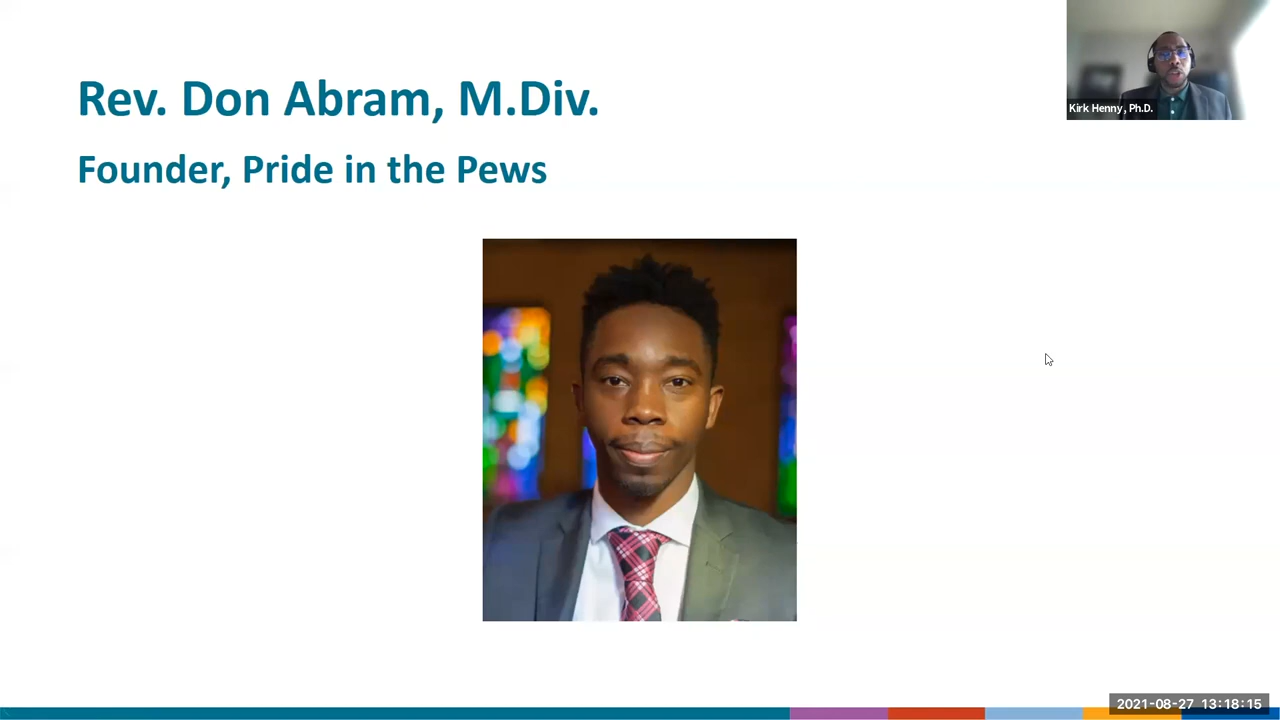 Rev. Don Abram, M.Div.
Founder, Pride in the Pews
Kirk Henny, Ph.D.
2021-08-27 13:18:15